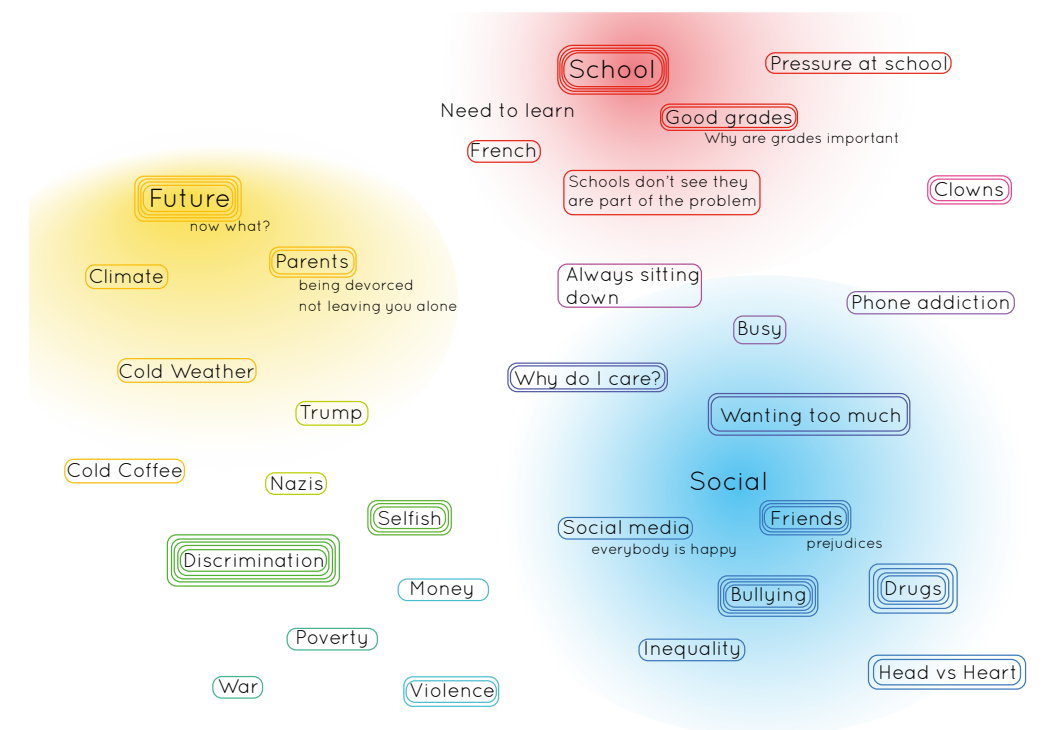 School
Pressure at school
Need to learn
Good grades
Why are grades important
French
Schools don't see they
are part of the problem
Clowns
Future
now what?
Parents
being devorced
not leaving you alone
Climate
Always sitting
down
Phone addiction
Busy
Cold Weather
Why do I care?
Trump
Wanting too much
Cold Coffee
Nazis
Social
Selfish
Social media
everybody is happy
Friends
prejudices
Discrimination
Money
Bullying
Drugs
Poverty
Inequality
War
Violence
Head vs Heart